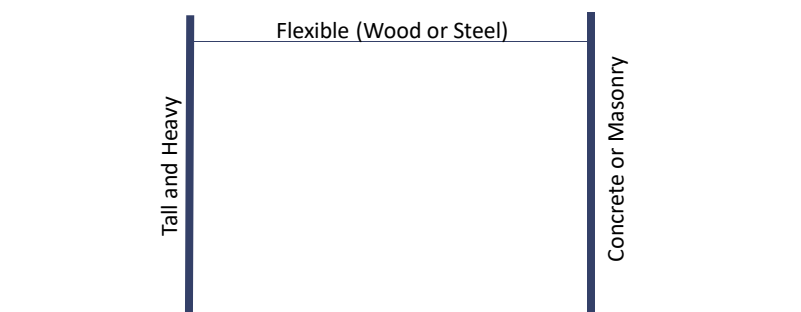 Flexible (Wood or Steel)
Tall and Heavy
Concrete or Masonry